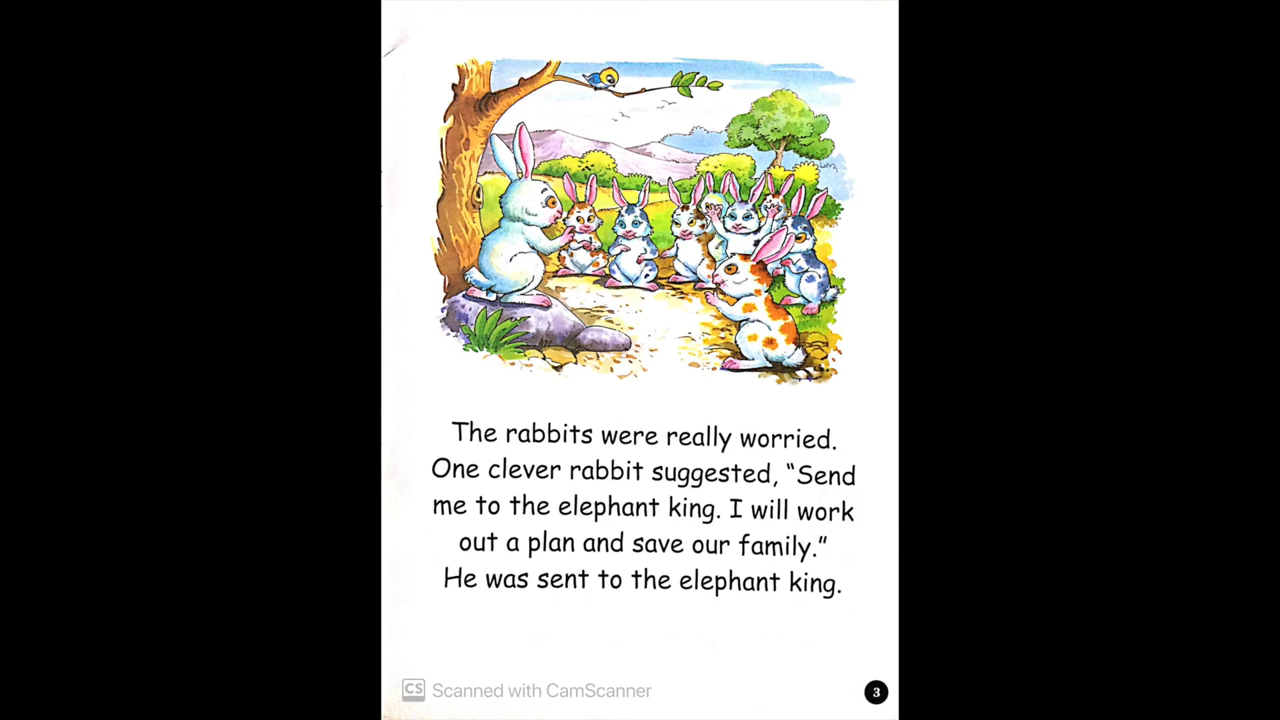 The rabbits were really worried.
One clever rabbit suggested, “Send
me to the elephant king. I will work
out a plan and save our family.”
He was sent to the elephant king.
CS Scanned with CamScanner
3